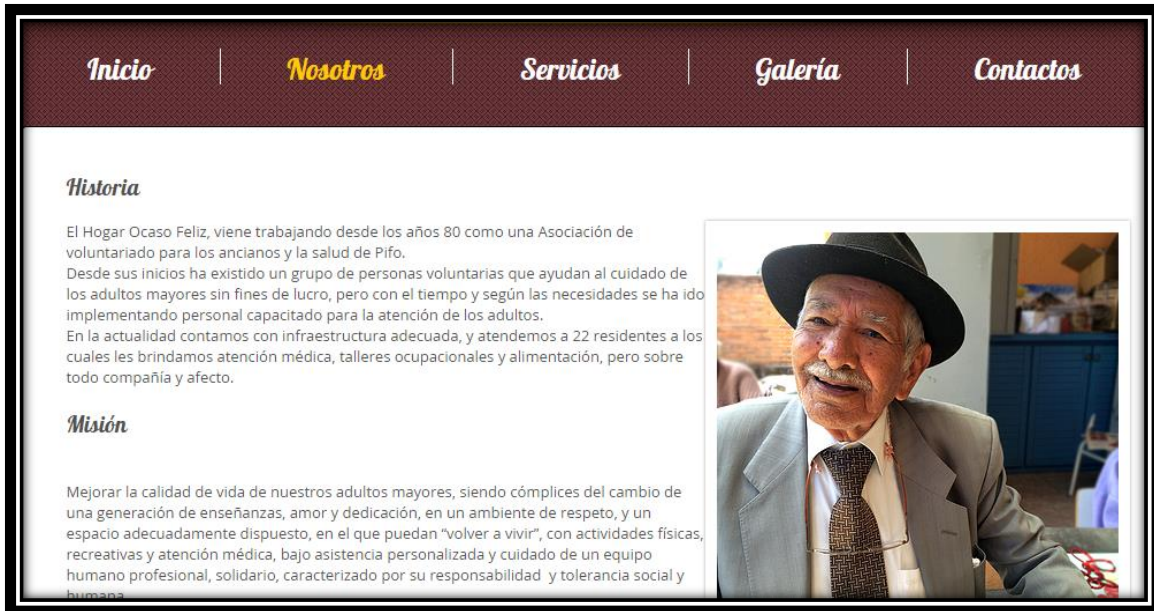 Inicio
Nosotros
Servicios
Galería
Contactos
Historia
El Hogar Ocaso Feliz, viene trabajando desde los años 80 como una Asociación de
voluntariado para los ancianos y la salud de Pifo.
Desde sus inicios ha existido un grupo de personas voluntarias que ayudan al cuidado de
los adultos mayores sin fines de lucro, pero con el tiempo y según las necesidades se ha ido
implementando personal capacitado para la atención de los adultos.
En la actualidad contamos con infraestructura adecuada, y atendemos a 22 residentes a los
cuales les brindamos atención médica, talleres ocupacionales y alimentación, pero sobre
todo compañía y afecto.
Misión
Mejorar la calidad de vida de nuestros adultos mayores, siendo cómplices del cambio de
una generación de enseñanzas, amor y dedicación, en un ambiente de respeto, y un
espacio adecuadamente dispuesto, en el que puedan “volver a vivir”, con actividades físicas,
recreativas y atención médica, bajo asistencia personalizada y cuidado de un equipo
humano profesional, solidario, caracterizado por su responsabilidad y tolerancia social y
humana